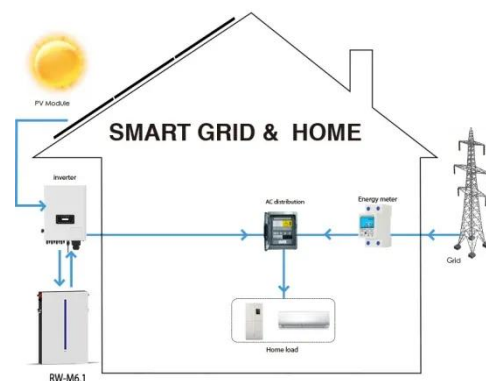 PV Module
SMART GRID & HOME
inverter
AC distribution
Energy meter
Grid
Home load
RW-M6.1